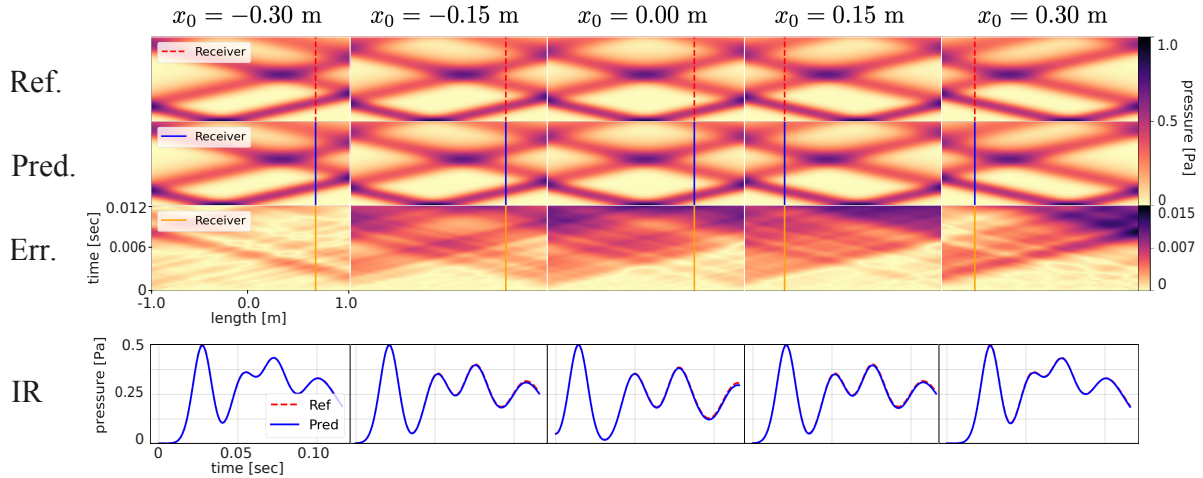 x₀ = −0.30 m
x₀ = −0.15 m
x₀ = 0.00 m
x₀ = 0.15 m
x₀ = 0.30 m
Ref.
Receiver
1.0
0.5
0
pressure [Pa]
Pred.
Receiver
Err.
Receiver
time [sec]
0.012
0.006
0
0.015
0.007
0
-1.0
0.0
1.0
length [m]
IR
pressure [Pa]
0.5
0.25
0
Ref
Pred
0
0.05
0.10
time [sec]